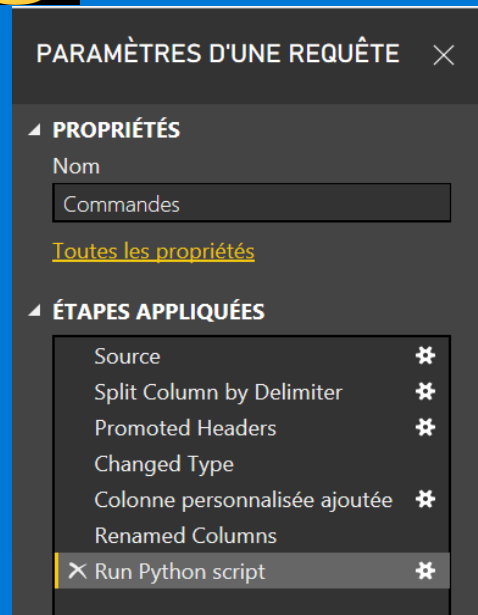 PARAMÈTRES D'UNE REQUÊTE
PROPRIÉTÉS
Nom
Commandes
Toutes les propriétés
ÉTAPES APPLIQUÉES
Source
Split Column by Delimiter
Promoted Headers
Changed Type
Colonne personnalisée ajoutée
Renamed Columns
Run Python script